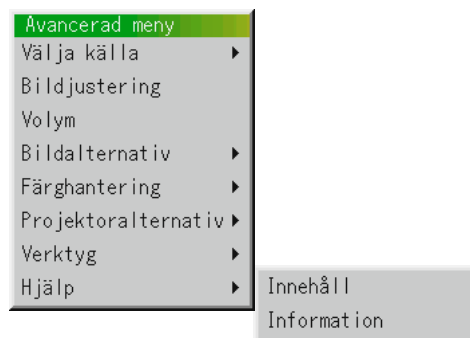 Avancerad meny
Välja källa
Bildjustering
Volym
Bildalternativ
Färghantering
Projektoralternativ
Verktyg
Hjälp
Innehåll
Information